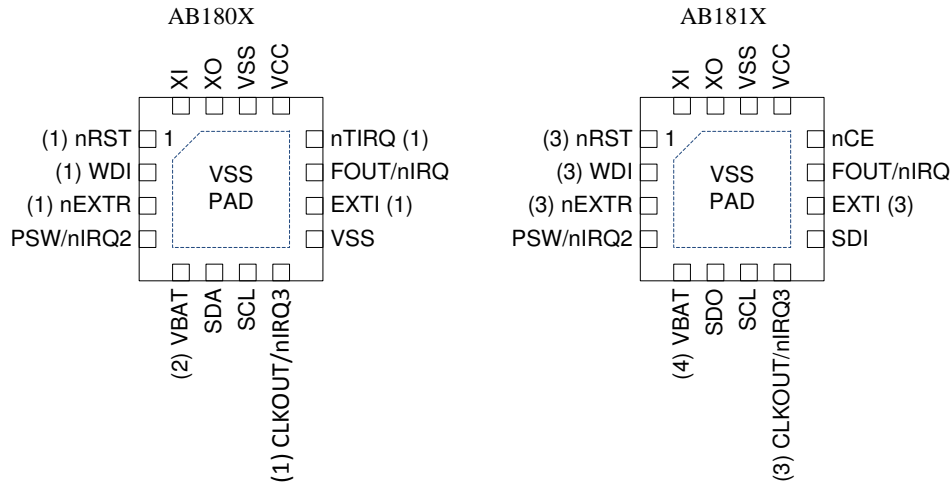 AB180X
XI
XO
VSS
VCC
(1) nRST
1
nTIRQ (1)
(1) WDI
FOUT/nIRQ
(1) nEXTR
EXTI (1)
PSW/nIRQ2
VSS
VSS
PAD
(2) VBAT
SDA
SCL
(1) CLKOUT/nIRQ3
AB181X
XI
XO
VSS
VCC
(3) nRST
1
nCE
(3) WDI
FOUT/nIRQ
(3) nEXTR
EXTI (3)
PSW/nIRQ2
SDI
VSS
PAD
(4) VBAT
SDO
SCL
(3) CLKOUT/nIRQ3